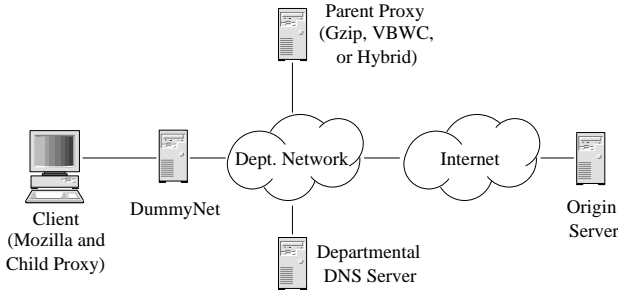 Parent Proxy
(Gzip, VBWC,
or Hybrid)
Dept. Network
Internet
Client
(Mozilla and
Child Proxy)
DummyNet
Origin
Server
Departmental
DNS Server